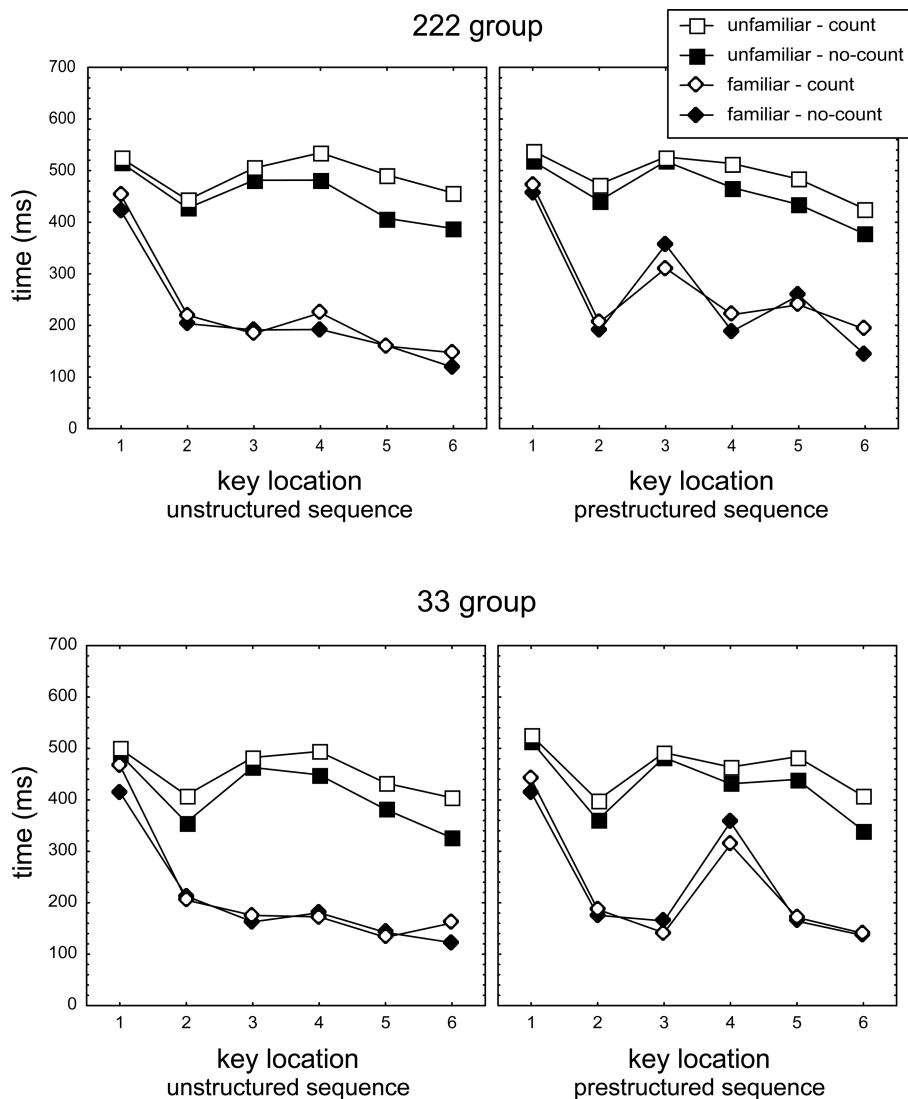 222 group
unfamiliar - count
unfamiliar - no-count
familiar - count
familiar - no-count
time (ms)
700
600
500
400
300
200
100
0
1 2 3 4 5 6
key location
unstructured sequence
1 2 3 4 5 6
key location
prestructured sequence
33 group
time (ms)
700
600
500
400
300
200
100
0
1 2 3 4 5 6
key location
unstructured sequence
1 2 3 4 5 6
key location
prestructured sequence